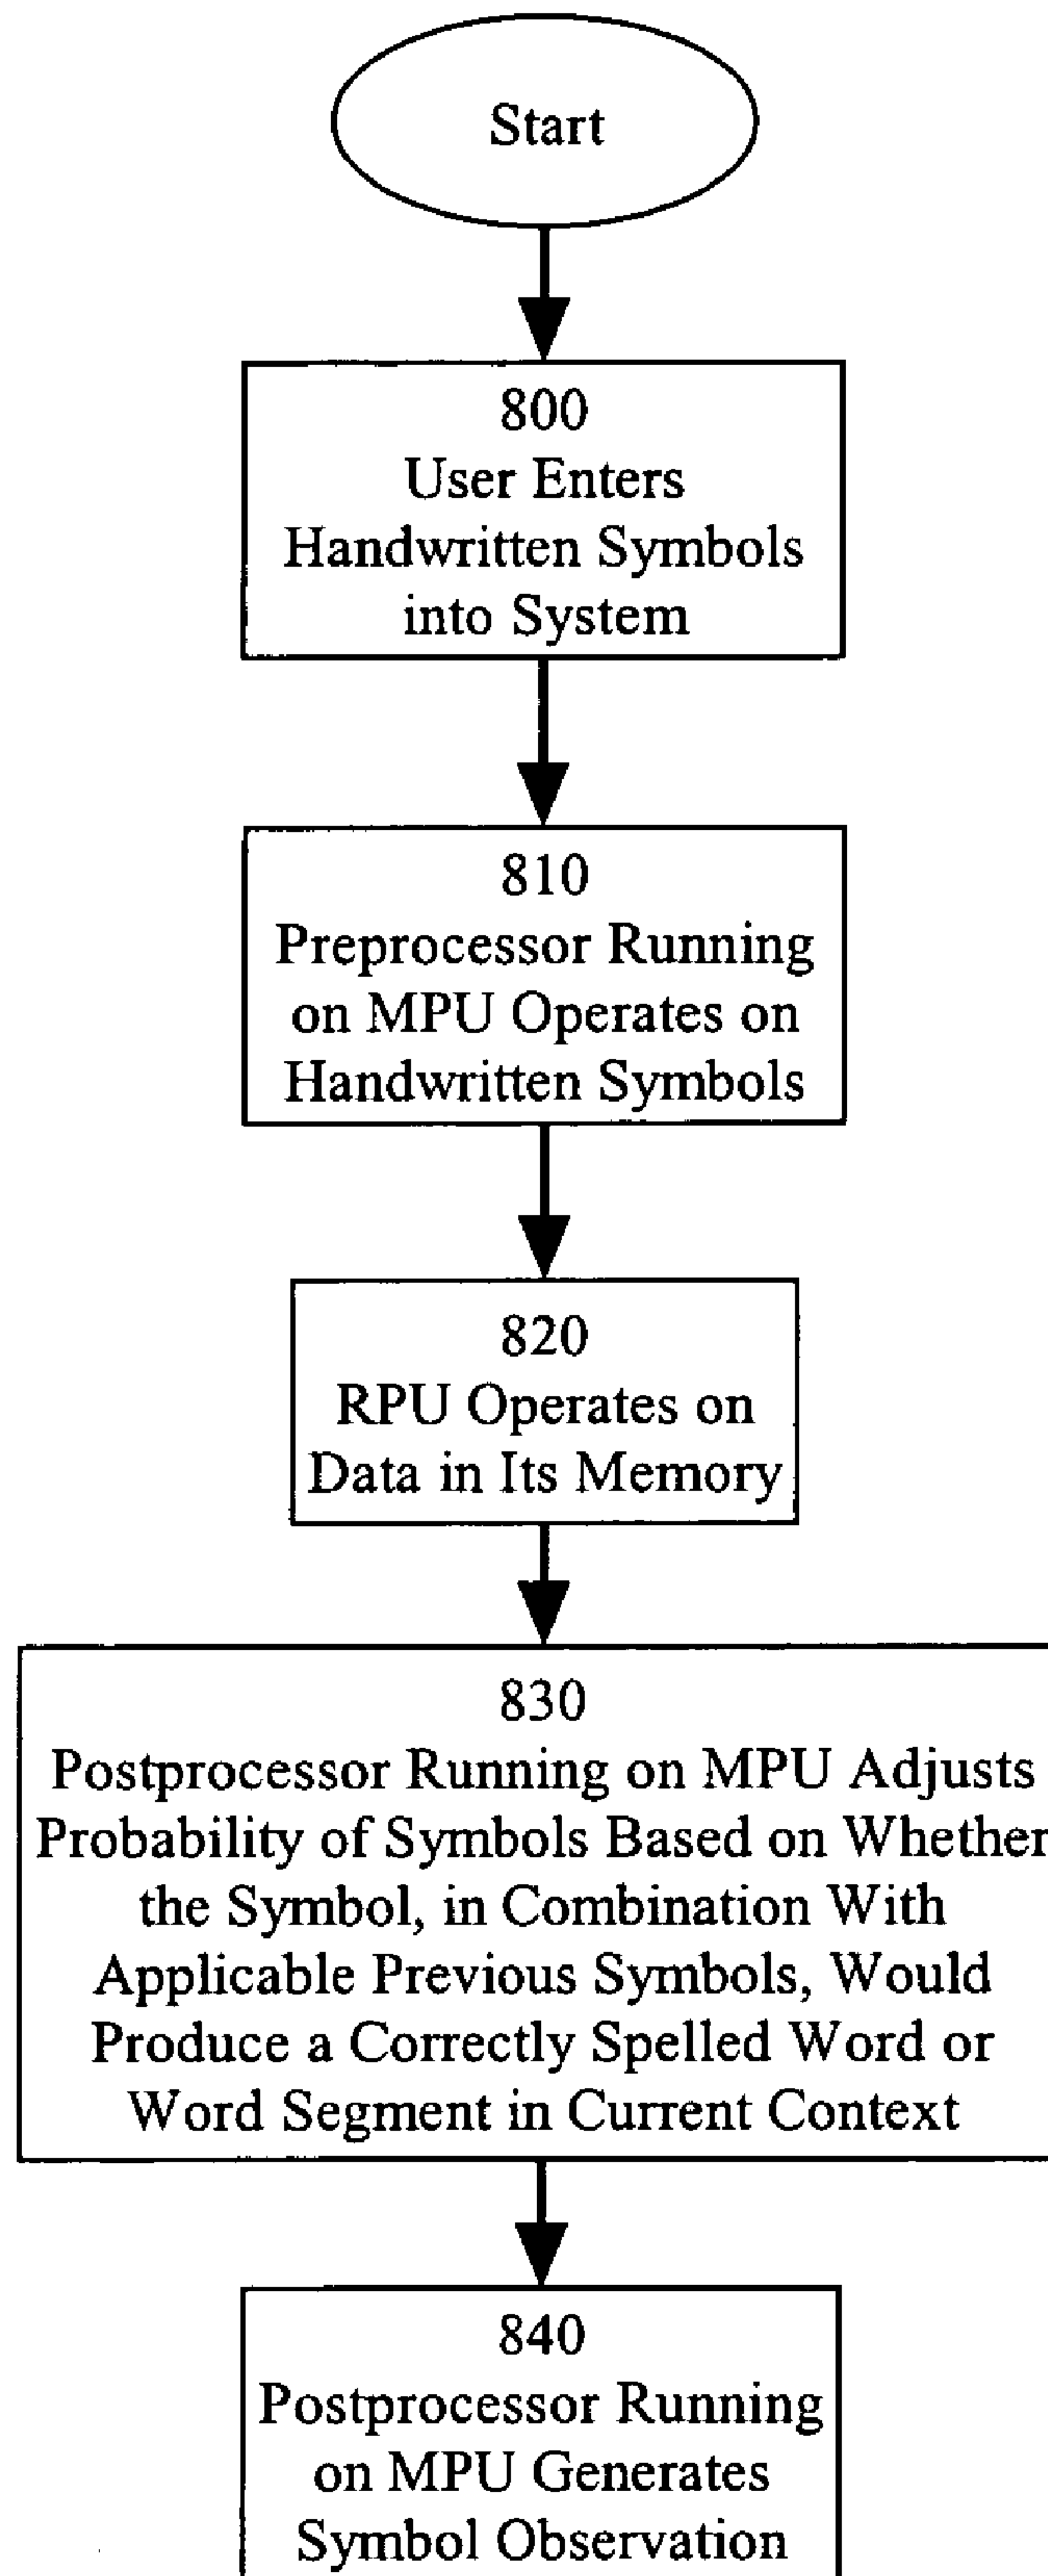 Start
800
User Enters
Handwritten Symbols
into System
810
Preprocessor Running
on MPU Operates on
Handwritten Symbols
820
RPU Operates on
Data in Its Memory
830
Postprocessor Running on MPU Adjusts
Probability of Symbols Based on Whether
the Symbol, in Combination With
Applicable Previous Symbols, Would
Produce a Correctly Spelled Word or
Word Segment in Current Context
840
Postprocessor Running
on MPU Generates
Symbol Observation